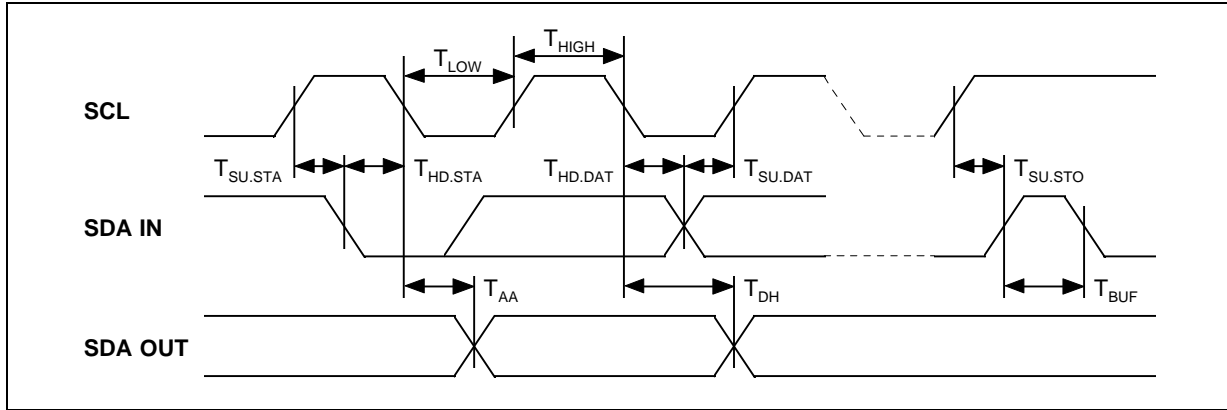 T_HIGH
T_LOW
SCL
T_SU.STA
T_HD.STA
T_HD.DAT
T_SU.DAT
T_SU.STO
SDA IN
T_AA
T_DH
T_BUF
SDA OUT